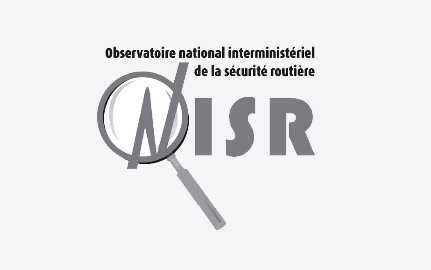 Observatoire national interministériel
de la sécurité routière
ONISR